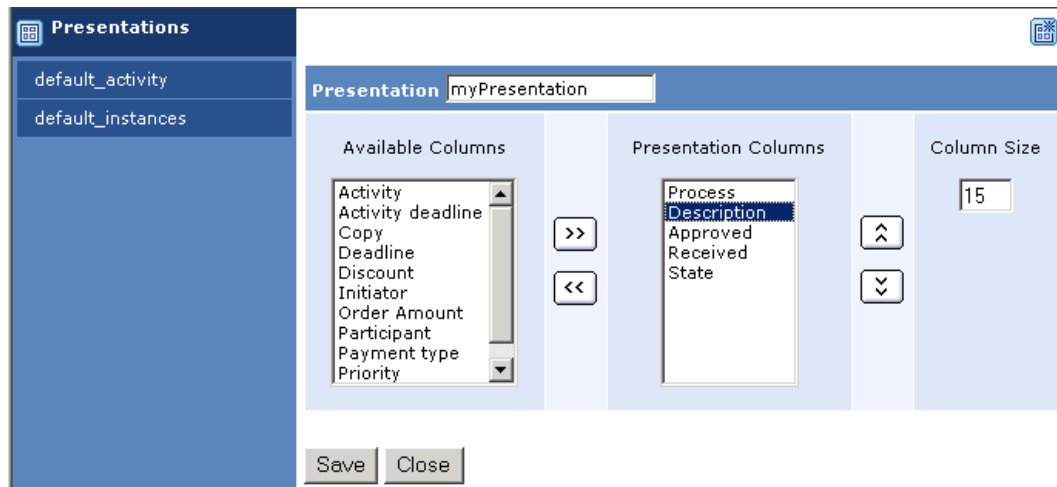 Presentations
default_activity
default_instances
Presentation myPresentation
Available Columns
Activity
Activity deadline
Copy
Deadline
Discount
Initiator
Order Amount
Participant
Payment type
Priority
>>
<<
Presentation Columns
Process
Description
Approved
Received
State
Column Size
15
Save Close